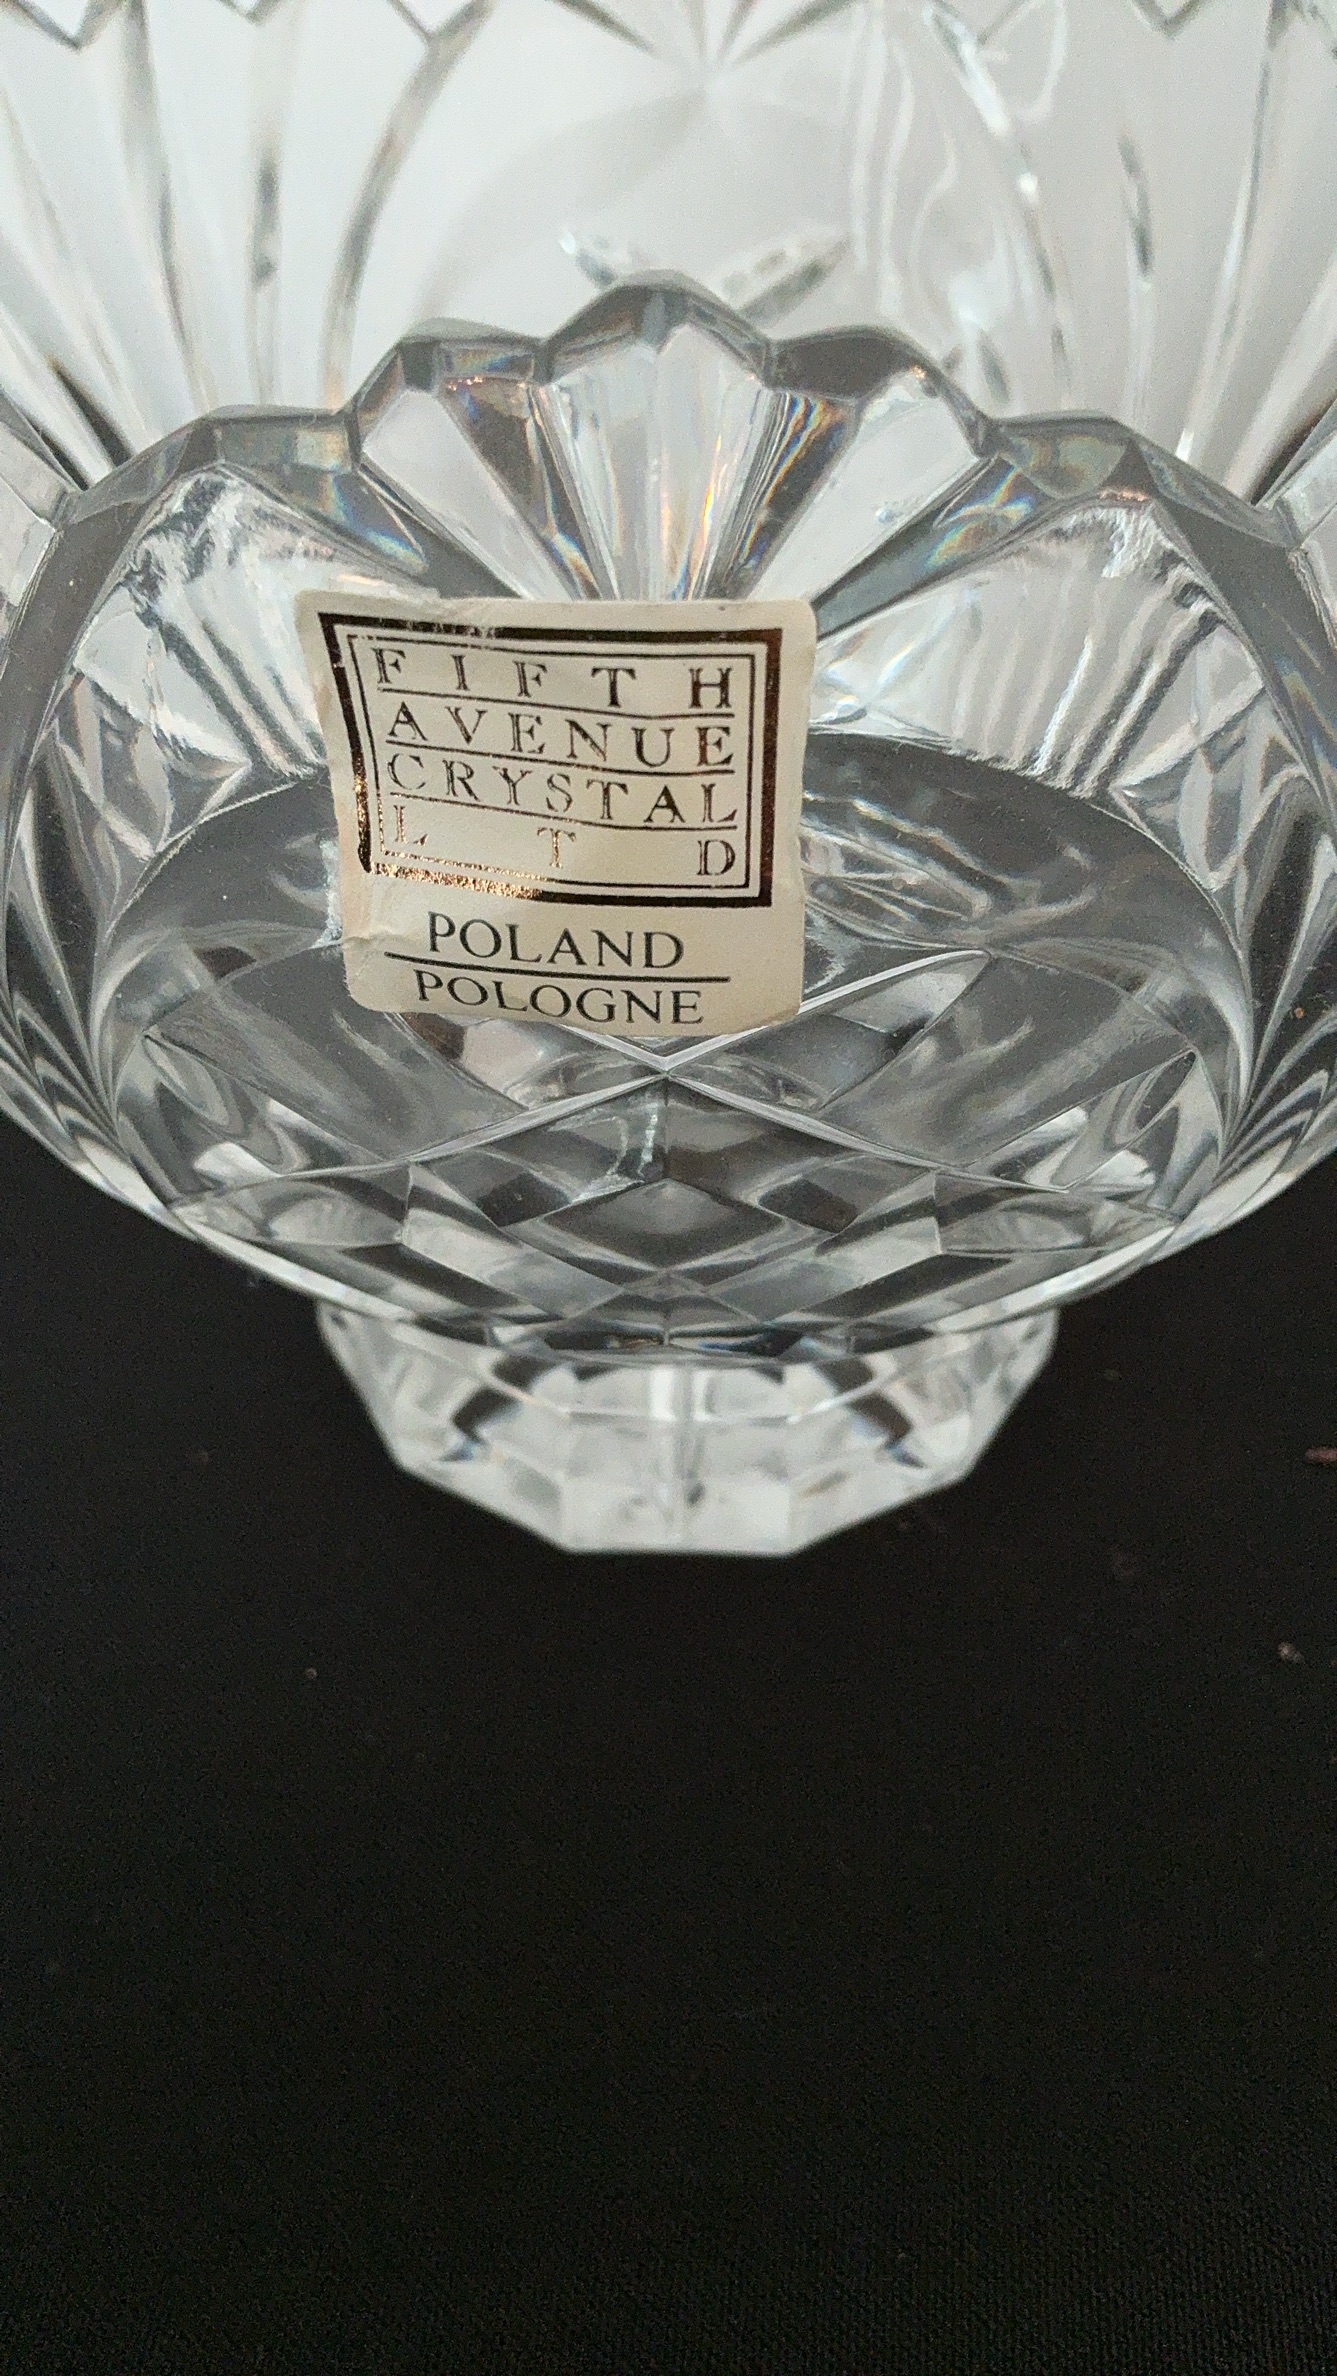 FIFTH
AVENUE
CRYSTAL
LTD
POLAND
POLOGNE